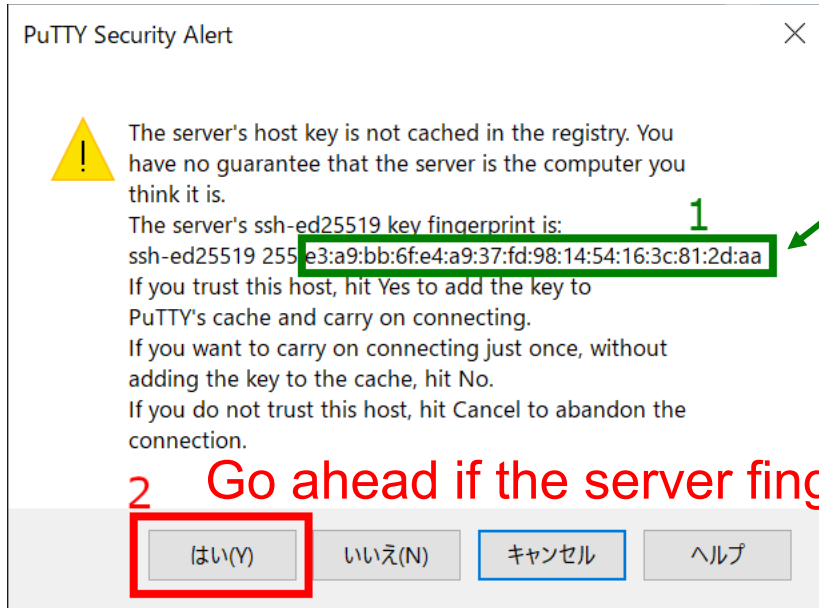 PuTTY Security Alert
!
The server's host key is not cached in the registry. You
have no guarantee that the server is the computer you
think it is.
The server's ssh-ed25519 key fingerprint is:
1
ssh-ed25519 255 e3:a9:bb:6f:e4:a9:37:fd:98:14:54:16:3c:81:2d:aa
If you trust this host, hit Yes to add the key to
PuTTY's cache and carry on connecting.
If you want to carry on connecting just once, without
adding the key to the cache, hit No.
If you do not trust this host, hit Cancel to abandon the
connection.
2 Go ahead if the server fing
はい(Y) いいえ(N) キャンセル ヘルプ